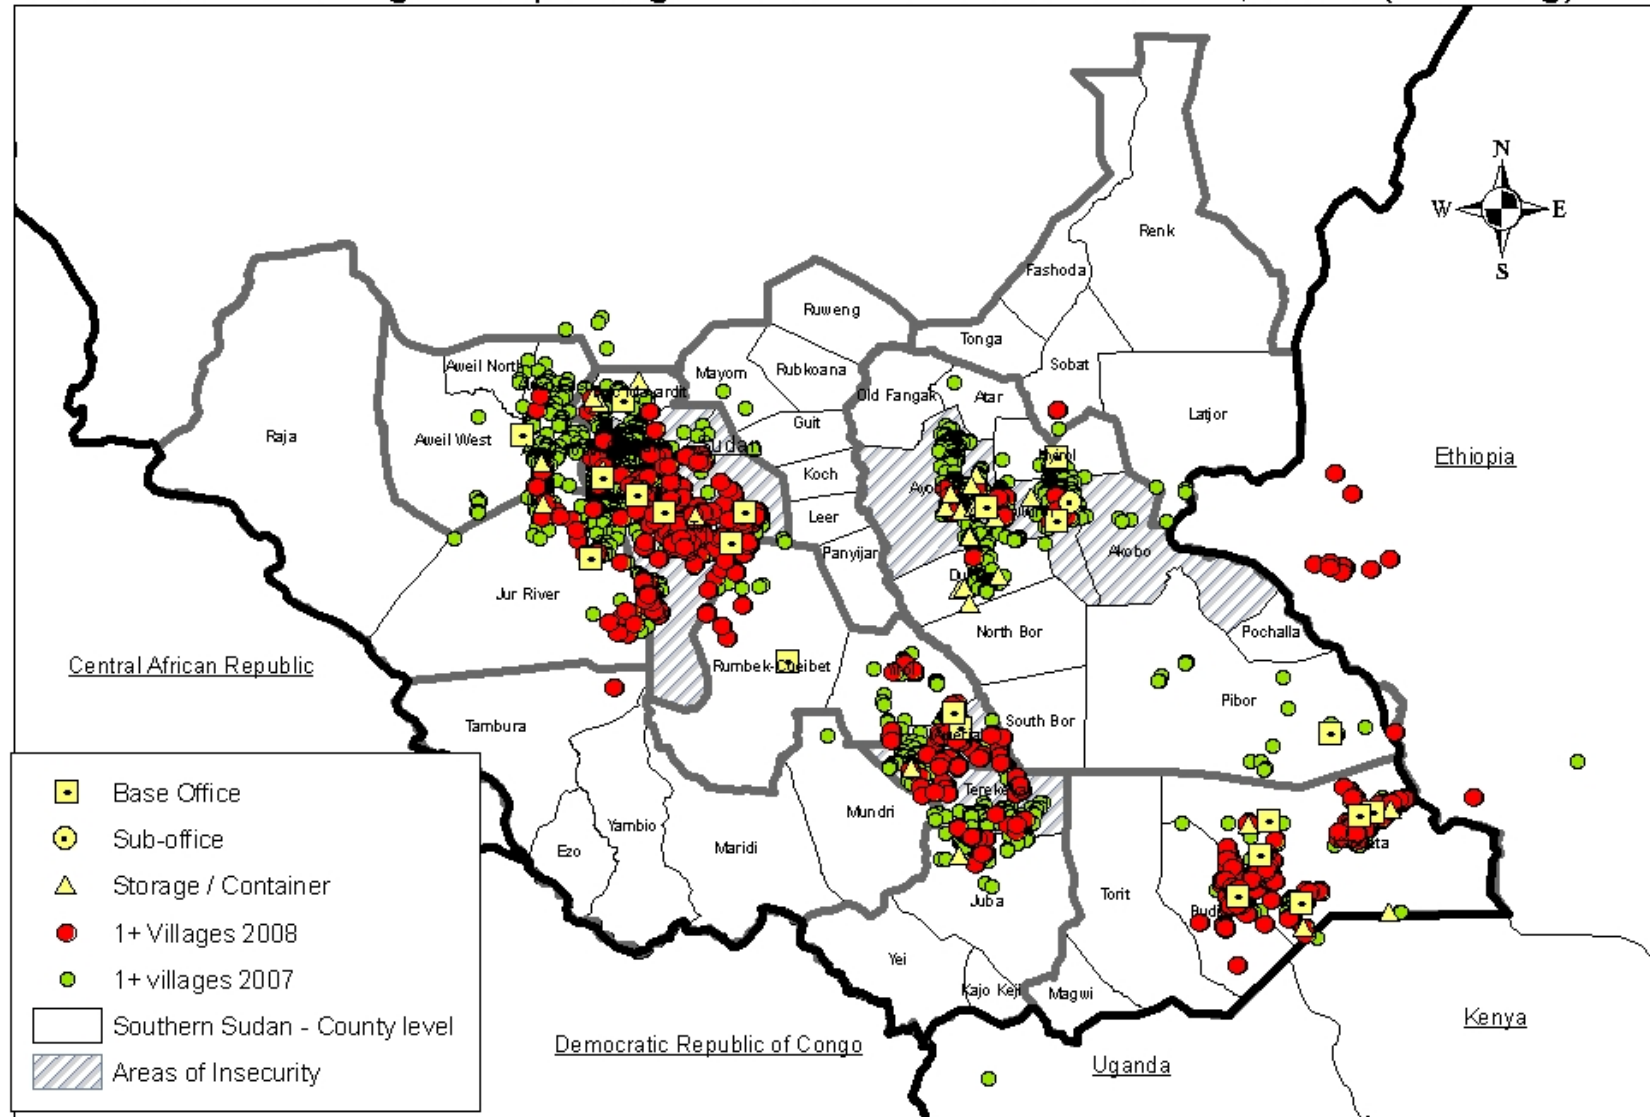 N
W E
S
Renk
Fashoda
Ruweng
Tonga
Sobat
Aweil North
Mayom
Rubkoana
Old Fangak
Atar
Latjor
Raja
Aweil West
Guit
Ethiopia
Koch
Leer
Panyijar
Akobo
Jur River
North Bor
Pochalla
Central African Republic
Rumbek-Cueibet
Pibor
South Bor
Tambura
Base Office
Mundri
Yambio
Sub-office
Ezo
Maridi
Storage / Container
Torit
Juba
1+ Villages 2008
Yei
1+ villages 2007
Kajo Keji
Magwi
Southern Sudan - County level
Kenya
Democratic Republic of Congo
Uganda
Areas of Insecurity